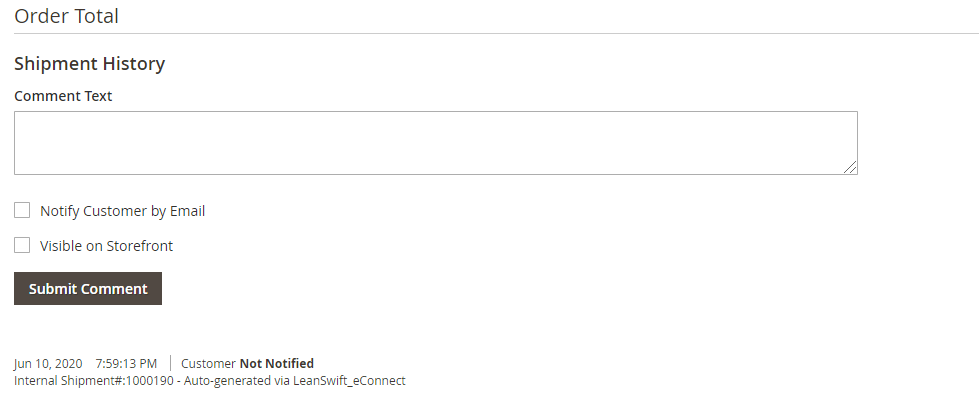 Order Total
Shipment History
Comment Text
Notify Customer by Email
Visible on Storefront
Submit Comment
Jun 10, 2020 7:59:13 PM Customer Not Notified
Internal Shipment#:1000190 - Auto-generated via LeanSwift_eConnect